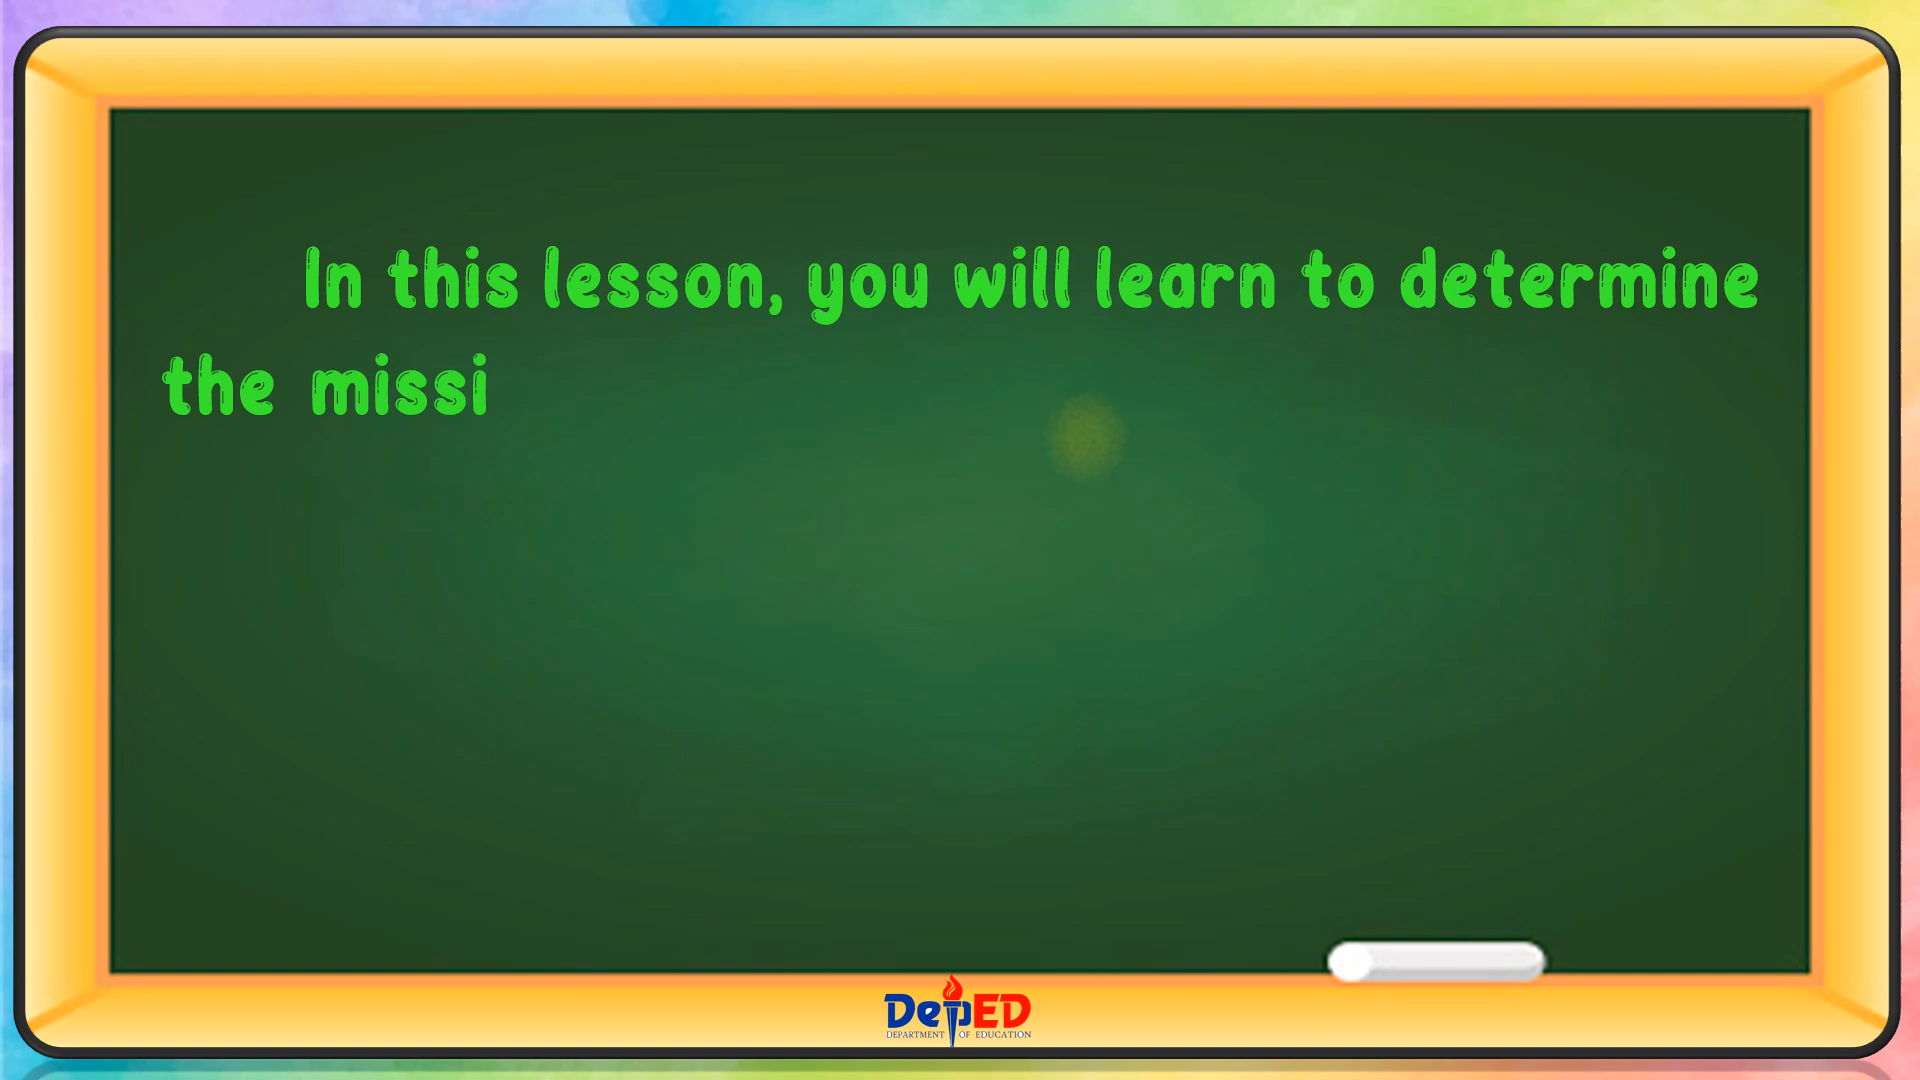 In this lesson, you will learn to determine
the missi
DepED
DEPARTMENT OF EDUCATION